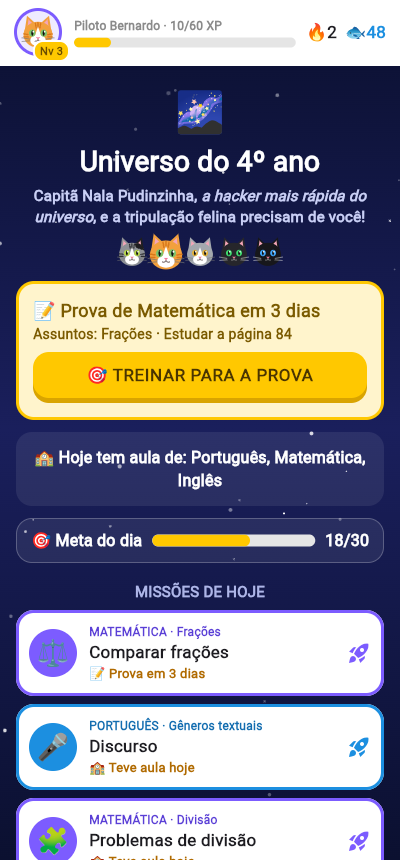 Piloto Bernardo · 10/60 XP
Nv 3
🔥2 🐟48
Universo do 4º ano
Capitã Nala Pudinzinha, a hacker mais rápida do
universo, e a tripulação felina precisam de você!
📝 Prova de Matemática em 3 dias
Assuntos: Frações · Estudar a página 84
🎯 TREINAR PARA A PROVA
🏫 Hoje tem aula de: Português, Matemática,
Inglês
🎯 Meta do dia 18/30
MISSÕES DE HOJE
MATEMÁTICA · Frações
Comparar frações
📝 Prova em 3 dias
PORTUGUÊS · Gêneros textuais
Discurso
🏫 Teve aula hoje
MATEMÁTICA · Divisão
Problemas de divisão
🏫 Teve aula hoje